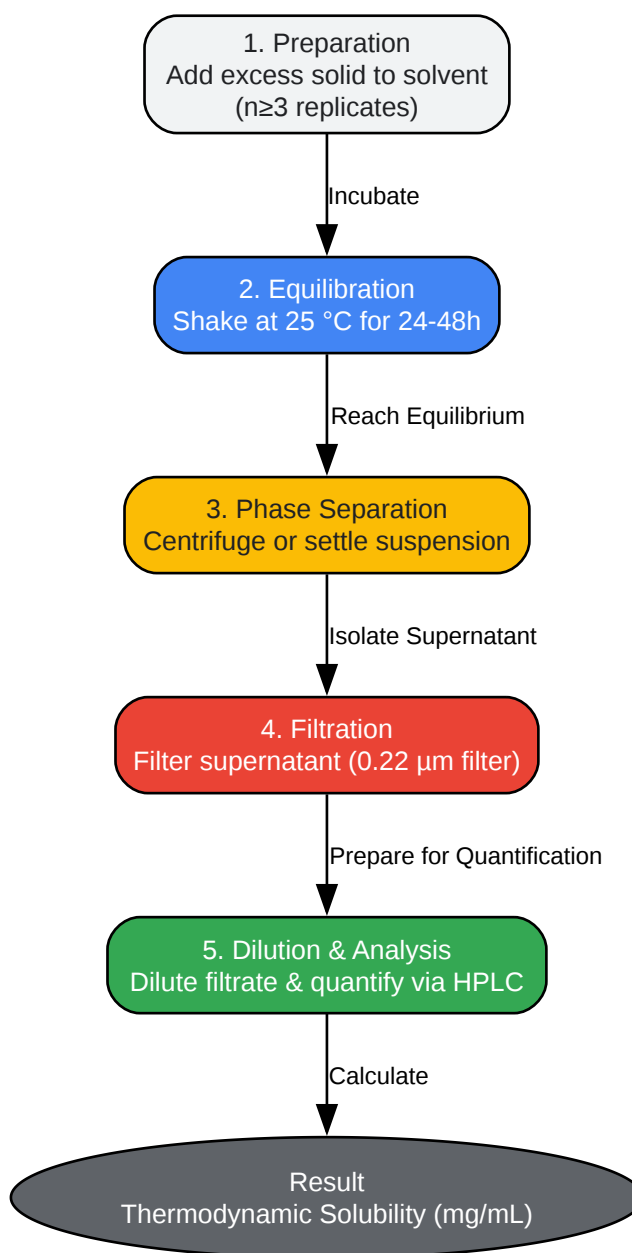 1. Preparation
Add excess solid to solvent
(n≥3 replicates)
Incubate
2. Equilibration
Shake at 25 °C for 24-48h
Reach Equilibrium
3. Phase Separation
Centrifuge or settle suspension
Isolate Supernatant
4. Filtration
Filter supernatant (0.22 µm filter)
Prepare for Quantification
5. Dilution & Analysis
Dilute filtrate & quantify via HPLC
Calculate
Result
Thermodynamic Solubility (mg/mL)